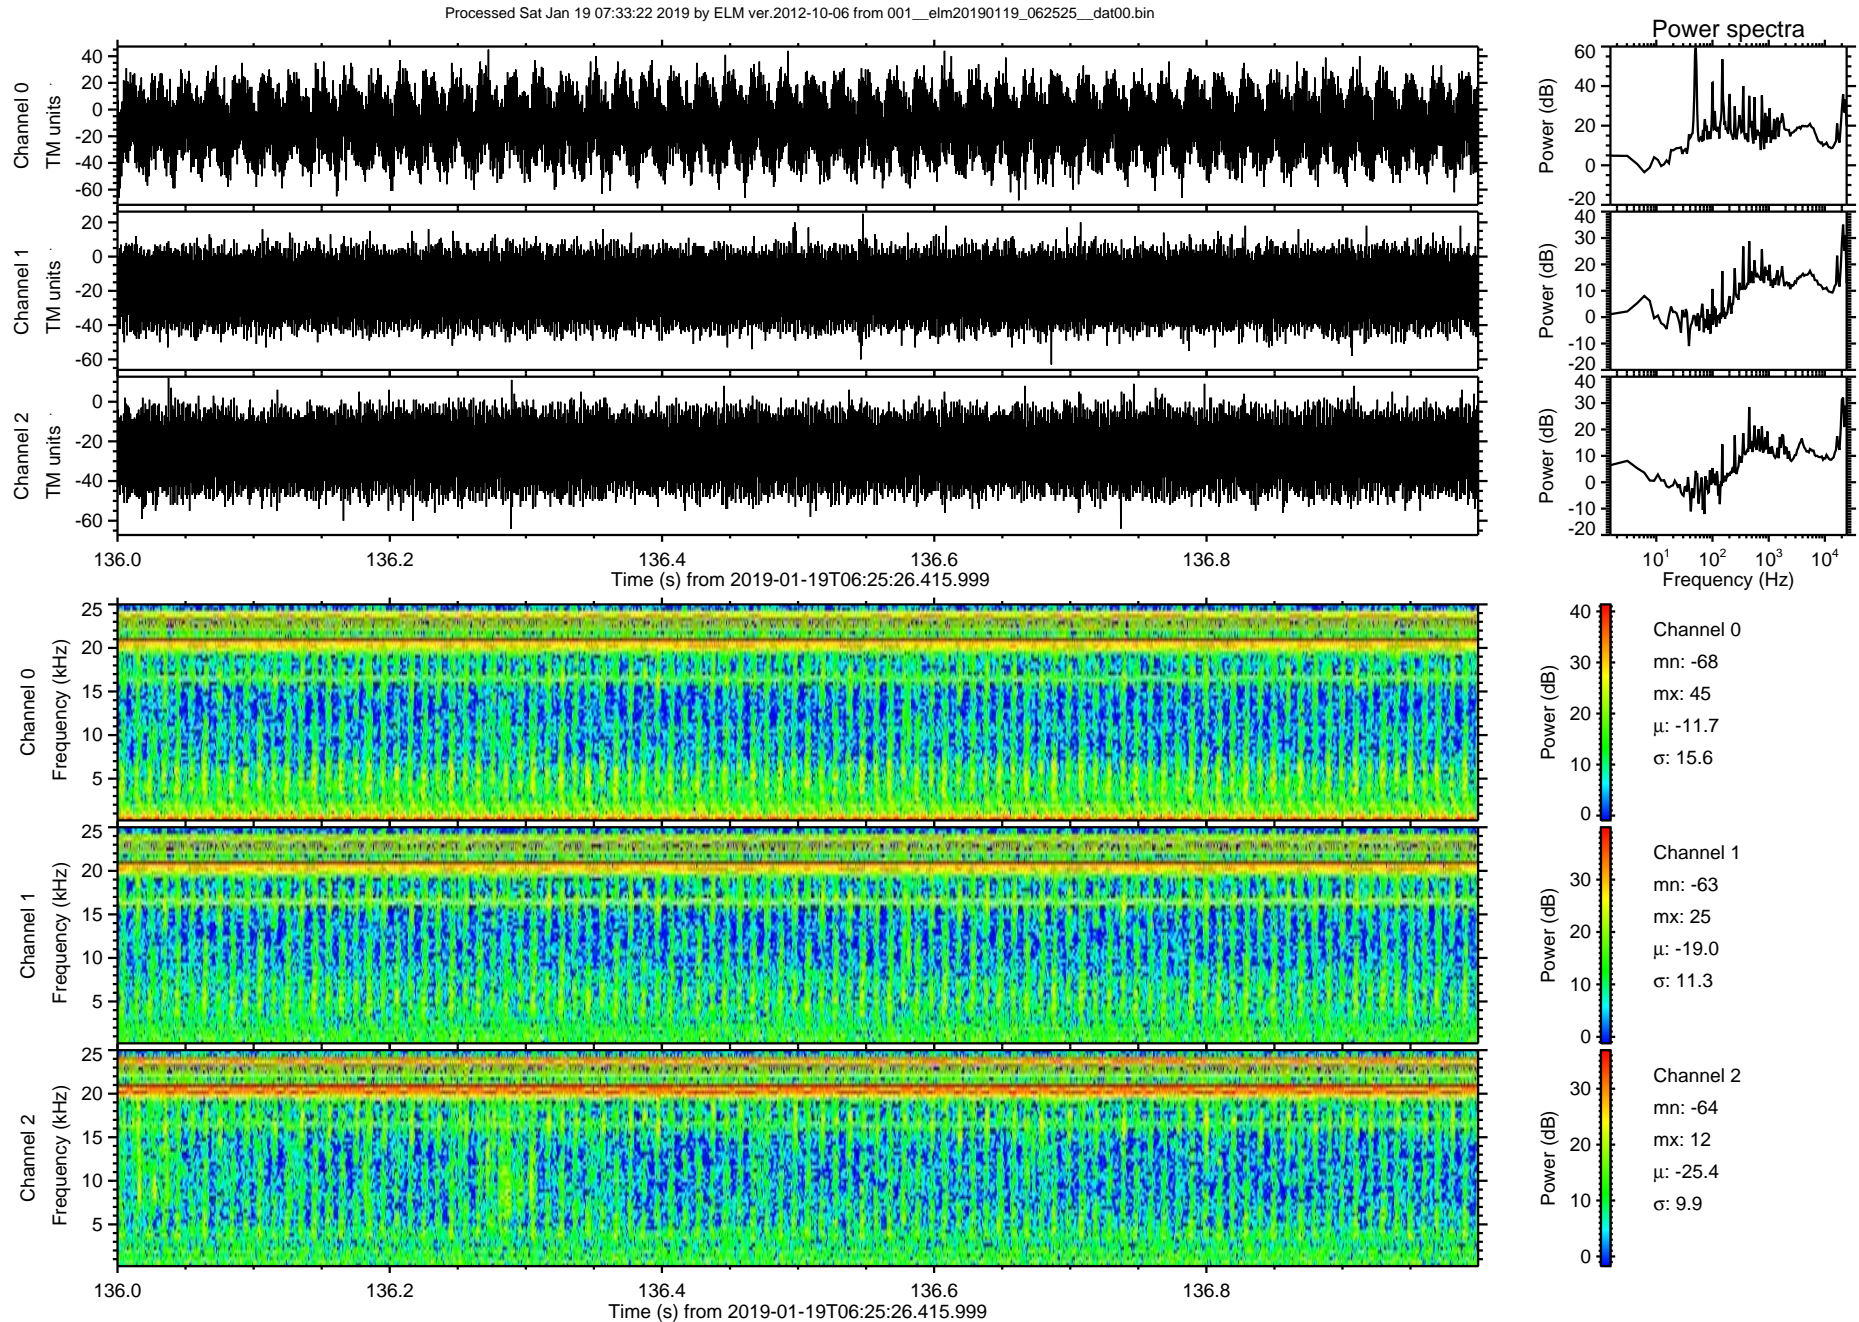 Processed Sat Jan 19 07:33:22 2019 by ELM ver.2012-10-06 from 001__elm20190119_062525__dat00.bin
Power spectra
Channel 0
TM units
40
20
0
-20
-40
-60
Power (dB)
60
40
20
0
-20
Channel 1
TM units
20
0
-20
-40
-60
Power (dB)
40
30
20
10
0
-10
-20
Channel 2
TM units
0
-20
-40
-60
Power (dB)
40
30
20
10
0
-10
-20
136.0 136.2 136.4 136.6 136.8
Time (s) from 2019-01-19T06:25:26.415.999
10¹ 10² 10³ 10⁴
Frequency (Hz)
Channel 0
Frequency (kHz)
25
20
15
10
5
Power (dB)
40
30
20
10
0
Channel 0
mn: -68
mx: 45
μ: -11.7
σ: 15.6
Channel 1
Frequency (kHz)
25
20
15
10
5
Power (dB)
30
20
10
0
Channel 1
mn: -63
mx: 25
μ: -19.0
σ: 11.3
Channel 2
Frequency (kHz)
25
20
15
10
5
Power (dB)
30
20
10
0
Channel 2
mn: -64
mx: 12
μ: -25.4
σ: 9.9
136.0 136.2 136.4 136.6 136.8
Time (s) from 2019-01-19T06:25:26.415.999